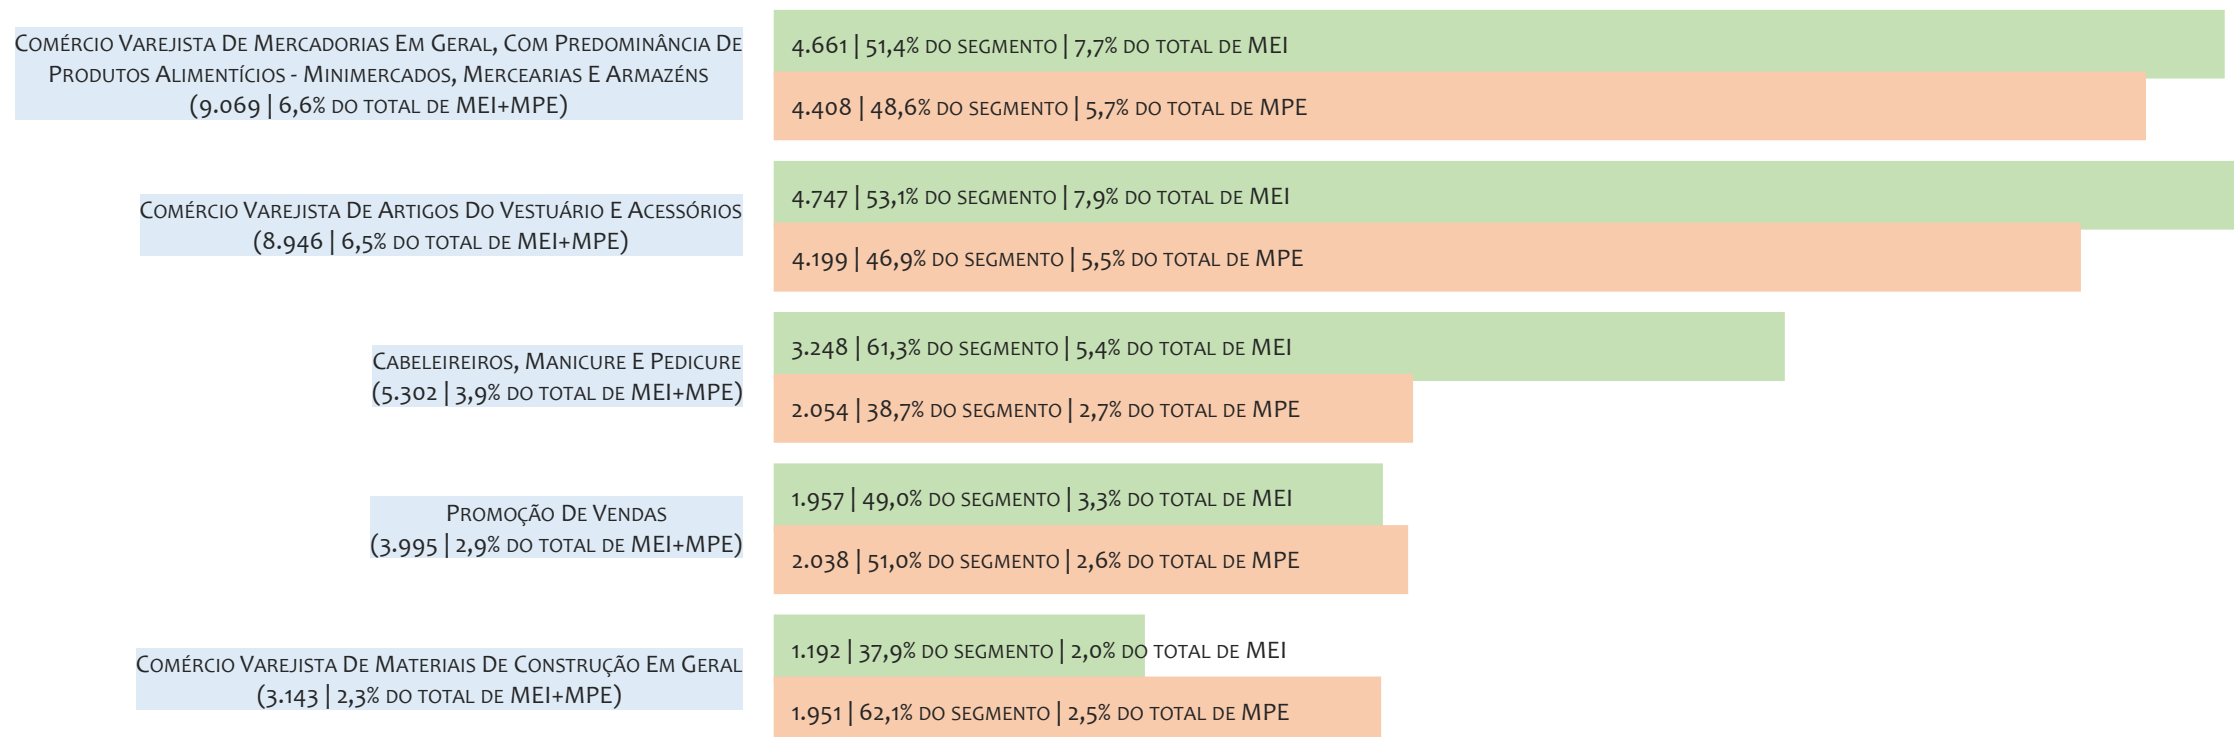 Comércio Varejista De Mercadorias Em Geral, Com Predominância De
Produtos Alimentícios - Minimercados, Mercearias E Armazéns
(9.069 | 6,6% do total de MEI+MPE)
4.661 | 51,4% do segmento | 7,7% do total de MEI
4.408 | 48,6% do segmento | 5,7% do total de MPE
Comércio Varejista De Artigos Do Vestuário E Acessórios
(8.946 | 6,5% do total de MEI+MPE)
4.747 | 53,1% do segmento | 7,9% do total de MEI
4.199 | 46,9% do segmento | 5,5% do total de MPE
Cabeleireiros, Manicure E Pedicure
(5.302 | 3,9% do total de MEI+MPE)
3.248 | 61,3% do segmento | 5,4% do total de MEI
2.054 | 38,7% do segmento | 2,7% do total de MPE
Promoção De Vendas
(3.995 | 2,9% do total de MEI+MPE)
1.957 | 49,0% do segmento | 3,3% do total de MEI
2.038 | 51,0% do segmento | 2,6% do total de MPE
Comércio Varejista De Materiais De Construção Em Geral
(3.143 | 2,3% do total de MEI+MPE)
1.192 | 37,9% do segmento | 2,0% do total de MEI
1.951 | 62,1% do segmento | 2,5% do total de MPE